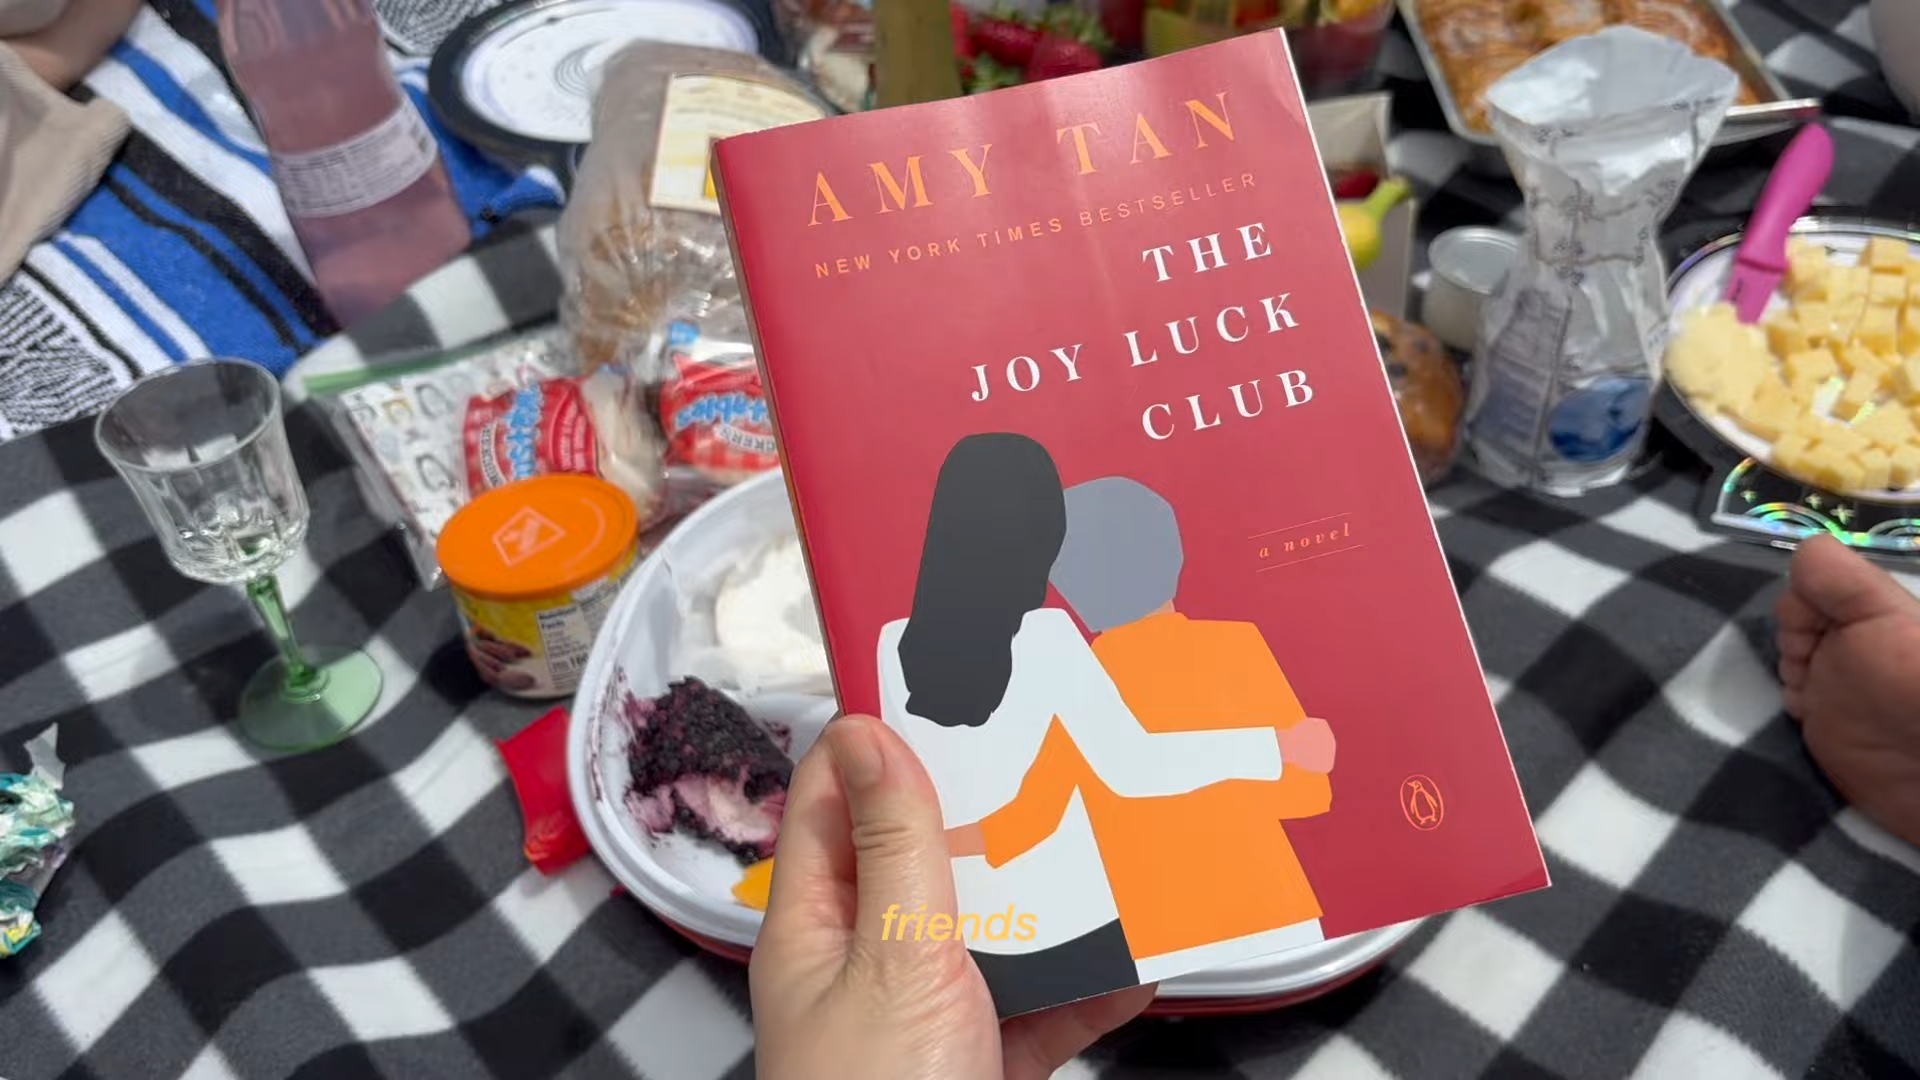 AMY TAN
NEW YORK TIMES BESTSELLER
THE
JOY LUCK
CLUB
a novel
friends